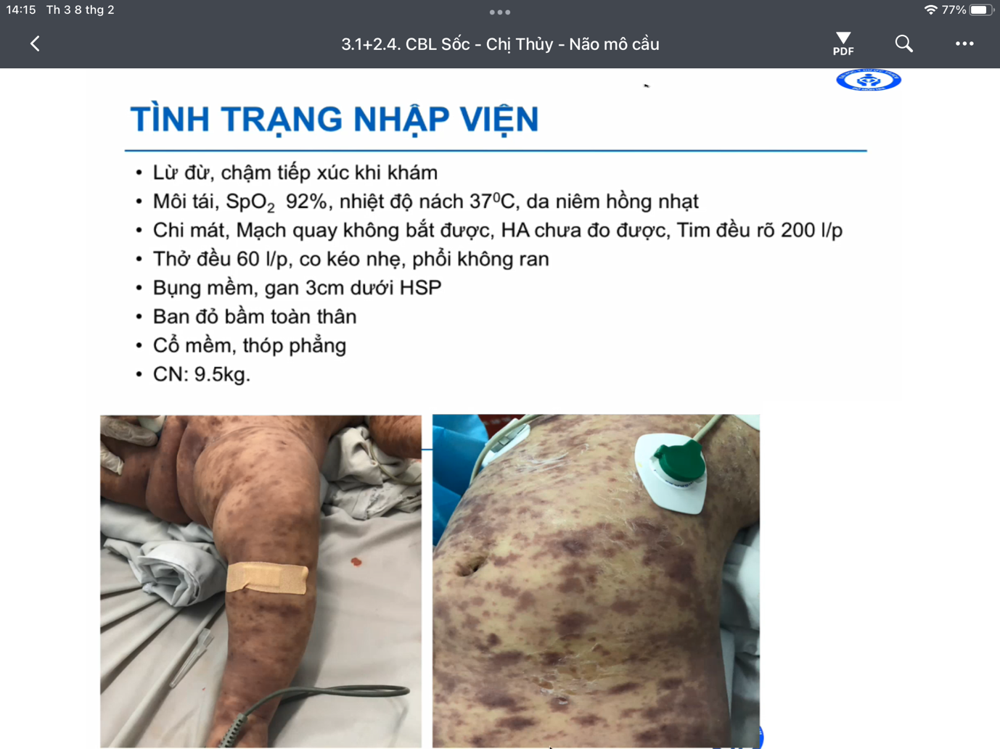 14:15 Th 3 8 thg 2
77%
3.1+2.4. CBL Sốc - Chị Thủy - Não mô cầu
PDF
TÌNH TRẠNG NHẬP VIỆN
• Lừ đừ, chậm tiếp xúc khi khám
• Môi tái, SpO₂ 92%, nhiệt độ nách 37⁰C, da niêm hồng nhạt
• Chi mát, Mạch quay không bắt được, HA chưa đo được, Tim đều rõ 200 l/p
• Thở đều 60 l/p, co kéo nhẹ, phổi không ran
• Bụng mềm, gan 3cm dưới HSP
• Ban đỏ bầm toàn thân
• Cổ mềm, thóp phẳng
• CN: 9.5kg.